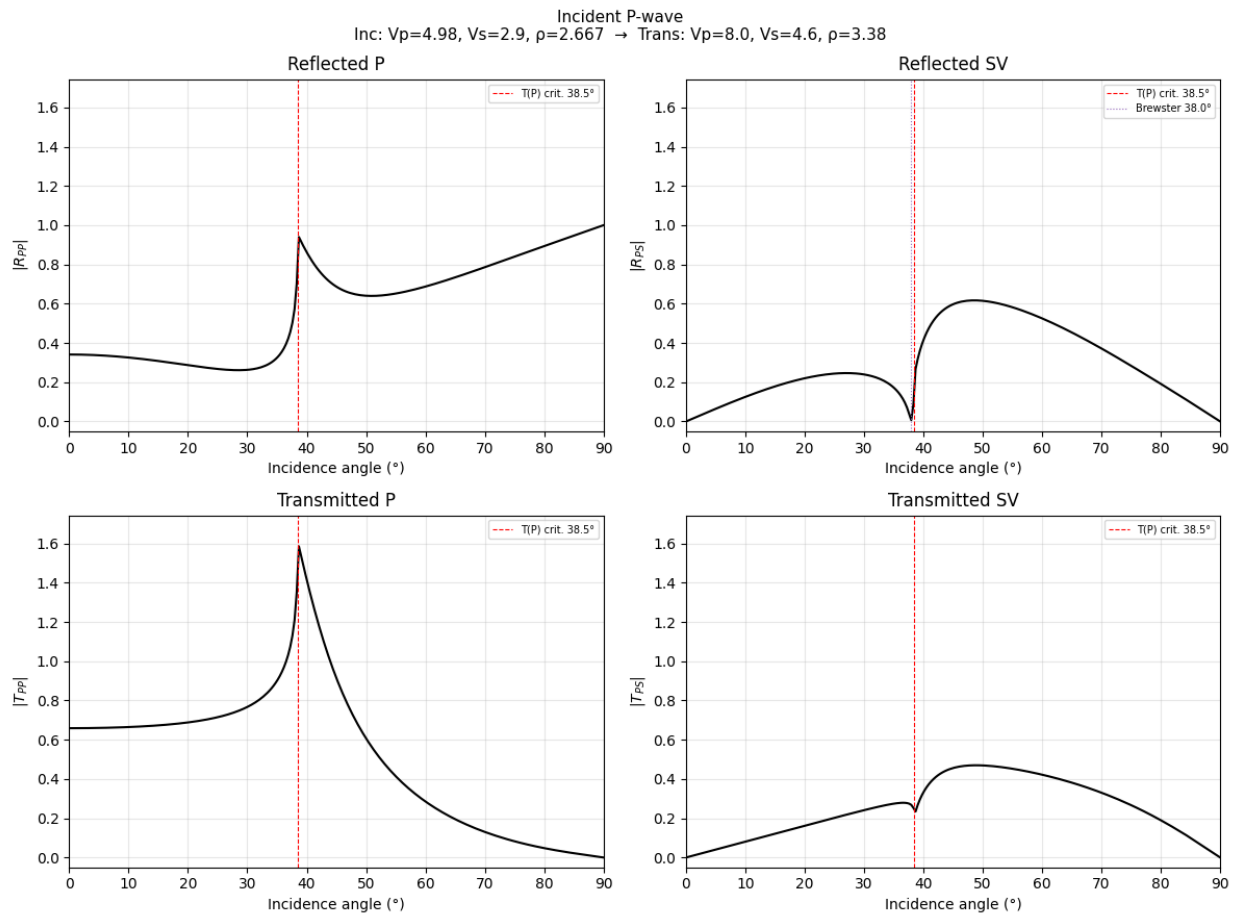 Incident P-wave
Inc: Vp=4.98, Vs=2.9, ρ=2.667 → Trans: Vp=8.0, Vs=4.6, ρ=3.38
Reflected P
T(P) crit. 38.5°
1.6
1.4
1.2
1.0
0.8
0.6
0.4
0.2
0.0
|R_PP|
0 10 20 30 40 50 60 70 80 90
Incidence angle (°)
Reflected SV
T(P) crit. 38.5°
Brewster 38.0°
1.6
1.4
1.2
1.0
0.8
0.6
0.4
0.2
0.0
|R_PS|
0 10 20 30 40 50 60 70 80 90
Incidence angle (°)
Transmitted P
T(P) crit. 38.5°
1.6
1.4
1.2
1.0
0.8
0.6
0.4
0.2
0.0
|T_PP|
0 10 20 30 40 50 60 70 80 90
Incidence angle (°)
Transmitted SV
T(P) crit. 38.5°
1.6
1.4
1.2
1.0
0.8
0.6
0.4
0.2
0.0
|T_PS|
0 10 20 30 40 50 60 70 80 90
Incidence angle (°)